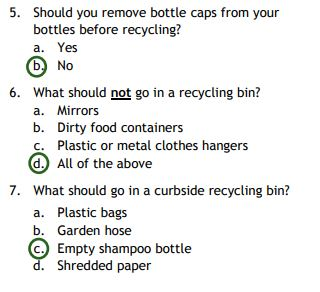 5. Should you remove bottle caps from your
bottles before recycling?
a. Yes
b. No
6. What should not go in a recycling bin?
a. Mirrors
b. Dirty food containers
c. Plastic or metal clothes hangers
d. All of the above
7. What should go in a curbside recycling bin?
a. Plastic bags
b. Garden hose
c. Empty shampoo bottle
d. Shredded paper